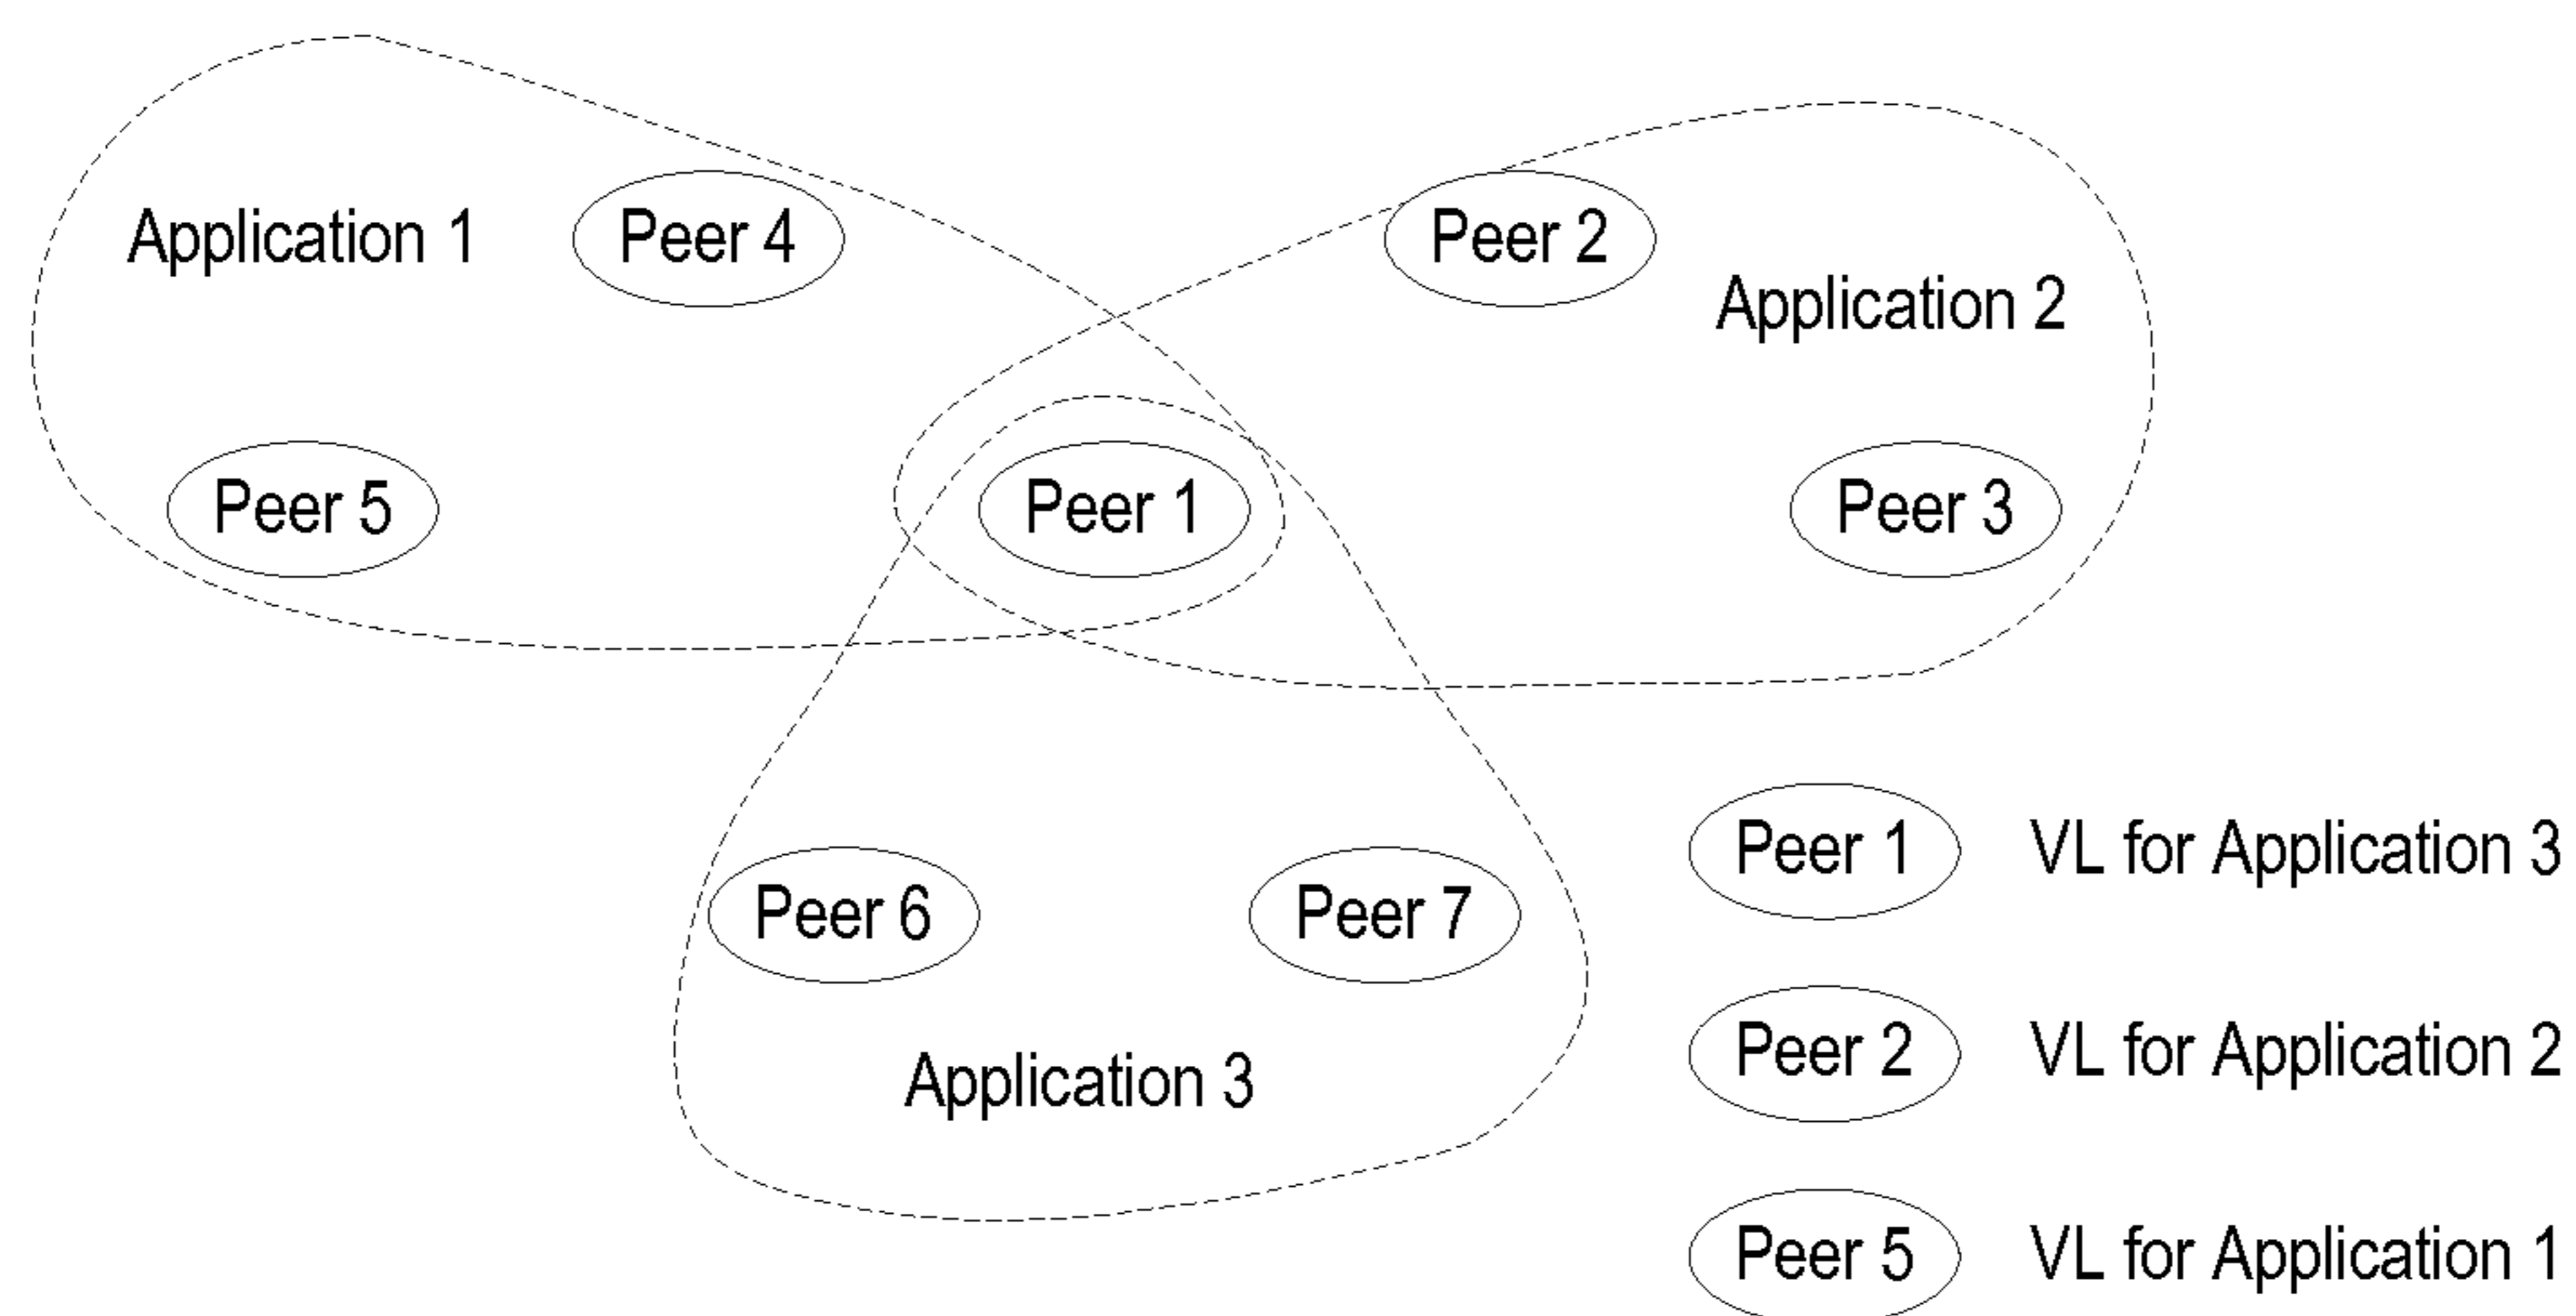 Application 1
Peer 4
Peer 2
Application 2
Peer 5
Peer 1
Peer 3
Peer 6
Peer 7
Application 3
Peer 1 VL for Application 3
Peer 2 VL for Application 2
Peer 5 VL for Application 1